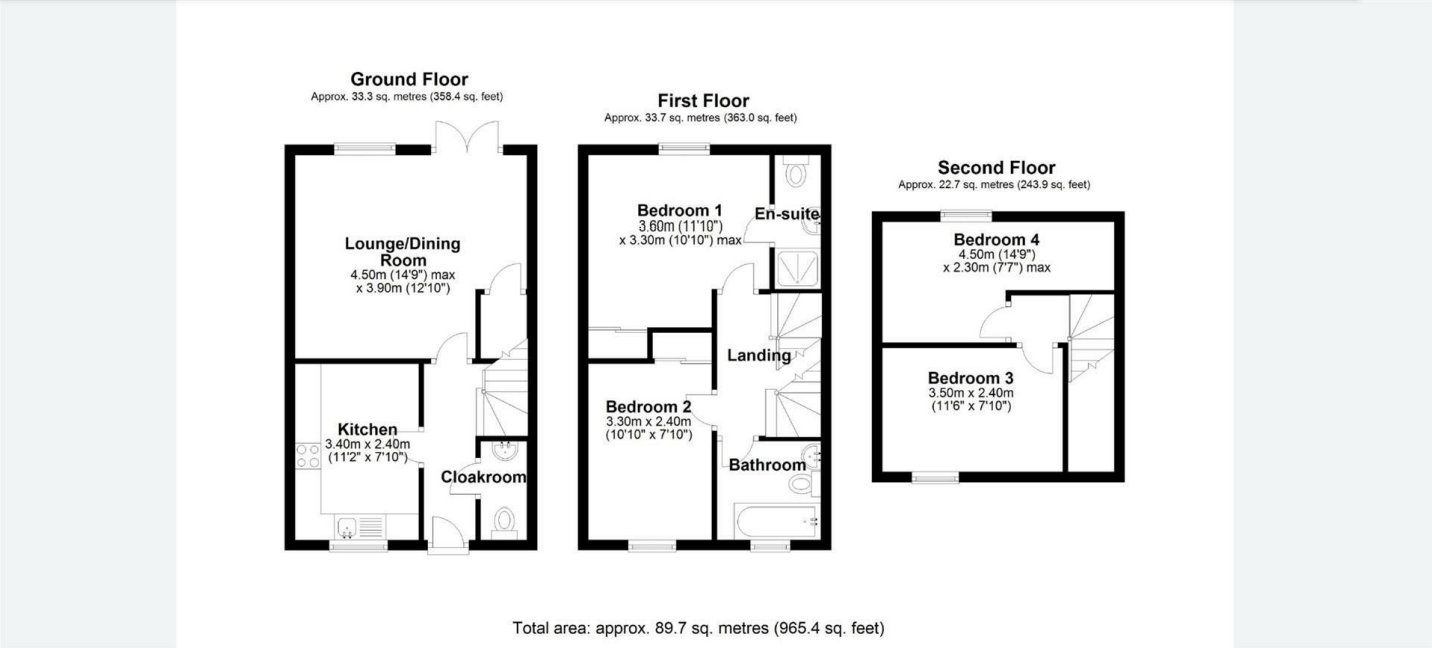 Ground Floor
Approx. 33.3 sq. metres (358.4 sq. feet)
Lounge/Dining
Room
4.50m (14'9") max
x 3.90m (12'10")
Kitchen
3.40m x 2.40m
(11'2" x 7'10")
Cloakroom
First Floor
Approx. 33.7 sq. metres (363.0 sq. feet)
Bedroom 1
3.60m (11'10")
x 3.30m (10'10") max
En-suite
Landing
Bedroom 2
3.30m x 2.40m
(10'10" x 7'10")
Bathroom
Second Floor
Approx. 22.7 sq. metres (243.9 sq. feet)
Bedroom 4
4.50m (14'9")
x 2.30m (7'7") max
Bedroom 3
3.50m x 2.40m
(11'6" x 7'10")
Total area: approx. 89.7 sq. metres (965.4 sq. feet)